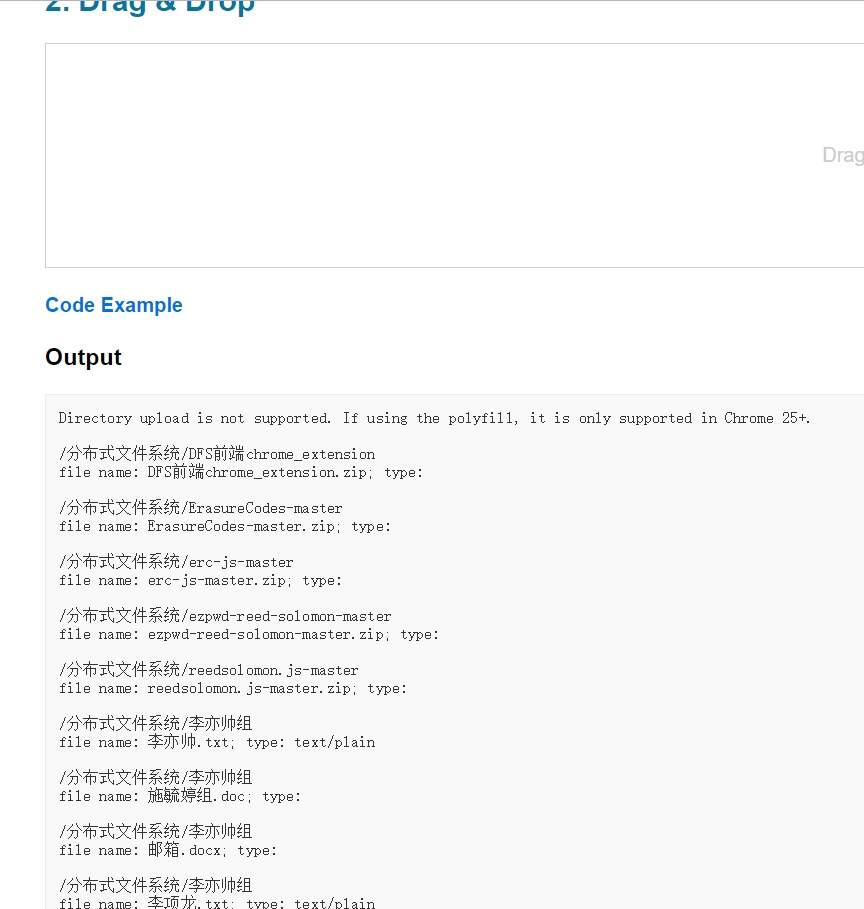 2. Drag & Drop
Drag
Code Example
Output
Directory upload is not supported. If using the polyfill, it is only supported in Chrome 25+.
/分布式文件系统/DFS前端chrome_extension
file name: DFS前端chrome_extension.zip; type:
/分布式文件系统/ErasureCodes-master
file name: ErasureCodes-master.zip; type:
/分布式文件系统/erc-js-master
file name: erc-js-master.zip; type:
/分布式文件系统/ezpwd-reed-solomon-master
file name: ezpwd-reed-solomon-master.zip; type:
/分布式文件系统/reedsolomon.js-master
file name: reedsolomon.js-master.zip; type:
/分布式文件系统/李亦帅组
file name: 李亦帅.txt; type: text/plain
/分布式文件系统/李亦帅组
file name: 施毓婷组.doc; type:
/分布式文件系统/李亦帅组
file name: 邮箱.docx; type:
/分布式文件系统/李亦帅组
file name: 李项龙.txt; type: text/plain